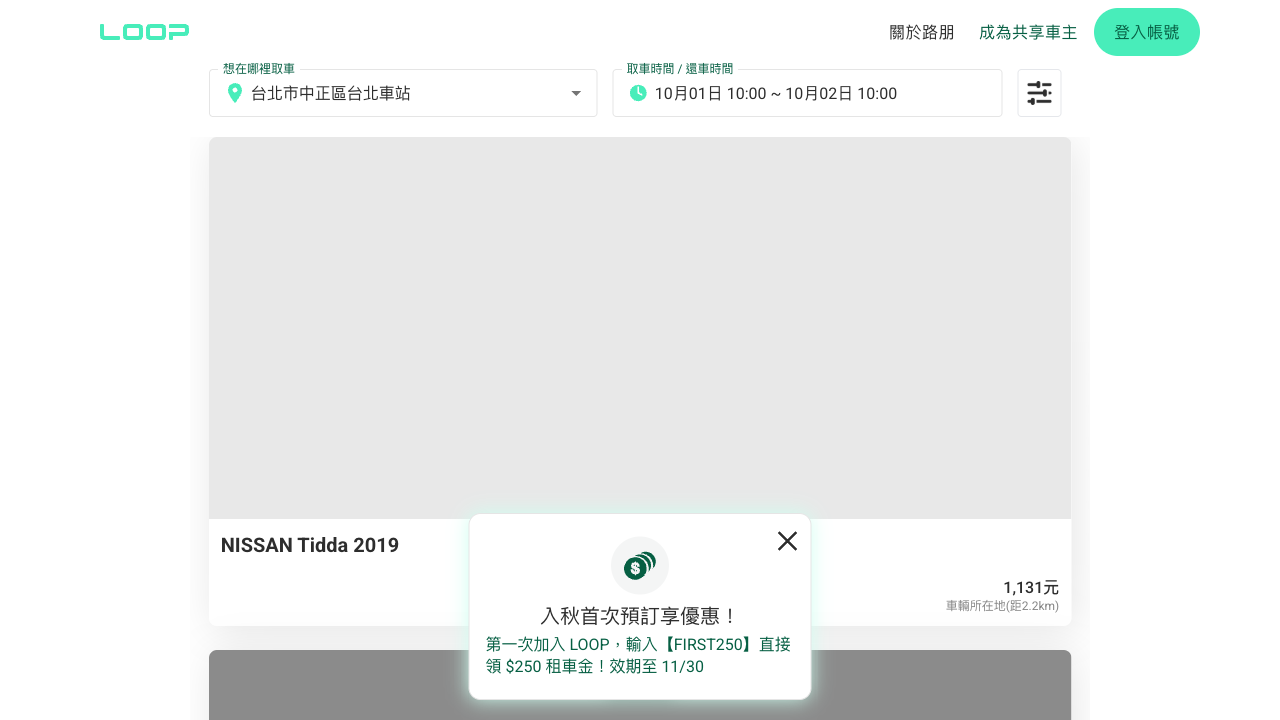 LOOP
關於路朋
成為共享車主
登入帳號
想在哪裡取車
台北市中正區台北車站
取車時間 / 還車時間
10月01日 10:00 ~ 10月02日 10:00
NISSAN Tidda 2019
1,131元
車輛所在地(距2.2km)
入秋首次預訂享優惠！
第一次加入 LOOP，輸入【FIRST250】直接
領 $250 租車金！效期至 11/30